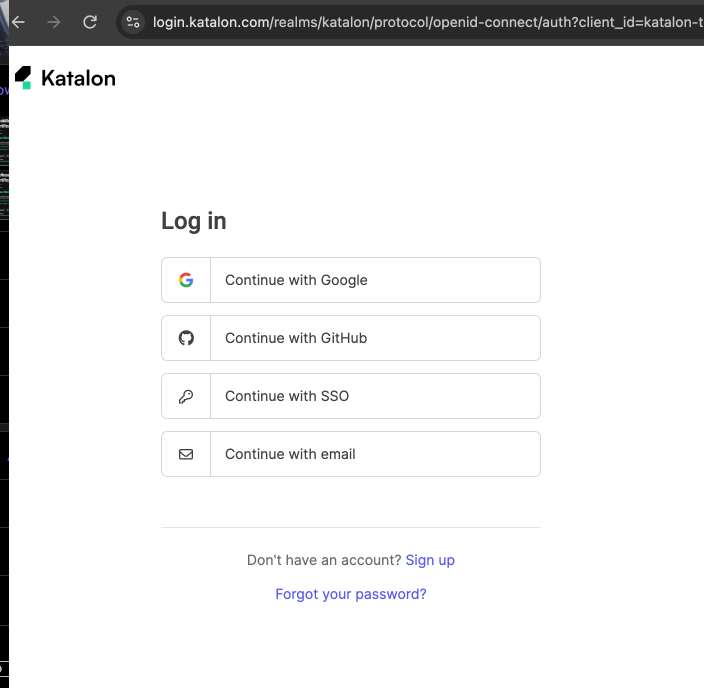 login.katalon.com/realms/katalon/protocol/openid-connect/auth?client_id=katalon-t
Katalon
Log in
Continue with Google
Continue with GitHub
Continue with SSO
Continue with email
Don't have an account? Sign up
Forgot your password?